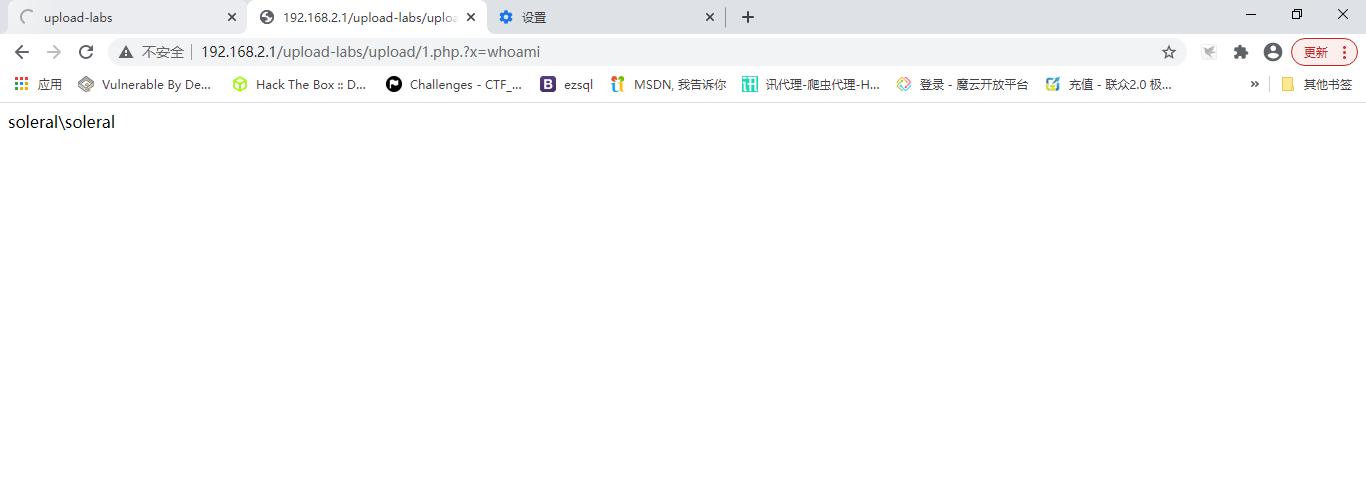 upload-labs
192.168.2.1/upload-labs/uploa
设置
不安全
192.168.2.1/upload-labs/upload/1.php.?x=whoami
更新
应用
Vulnerable By De...
Hack The Box :: D...
Challenges - CTF_...
ezsql
MSDN, 我告诉你
讯代理-爬虫代理-H...
登录 - 魔云开放平台
充值 - 联众2.0 极...
»
其他书签
soleral\soleral